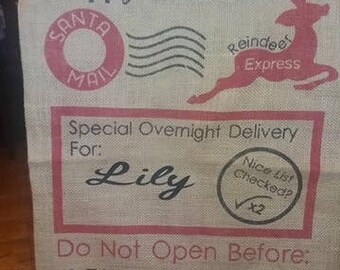 SANTA
MAIL
Reindeer
Express
Special Overnight Delivery
For:
Lily
Nice List
Checked?
✓x2
Do Not Open Before: